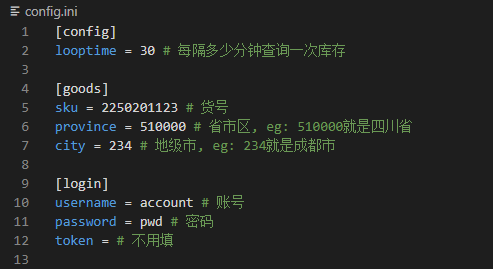 config.ini
1 [config]
2 looptime = 30 # 每隔多少分钟查询一次库存
3
4 [goods]
5 sku = 2250201123 # 货号
6 province = 510000 # 省市区, eg: 510000就是四川省
7 city = 234 # 地级市, eg: 234就是成都市
8
9 [login]
10 username = account # 账号
11 password = pwd # 密码
12 token = # 不用填
13